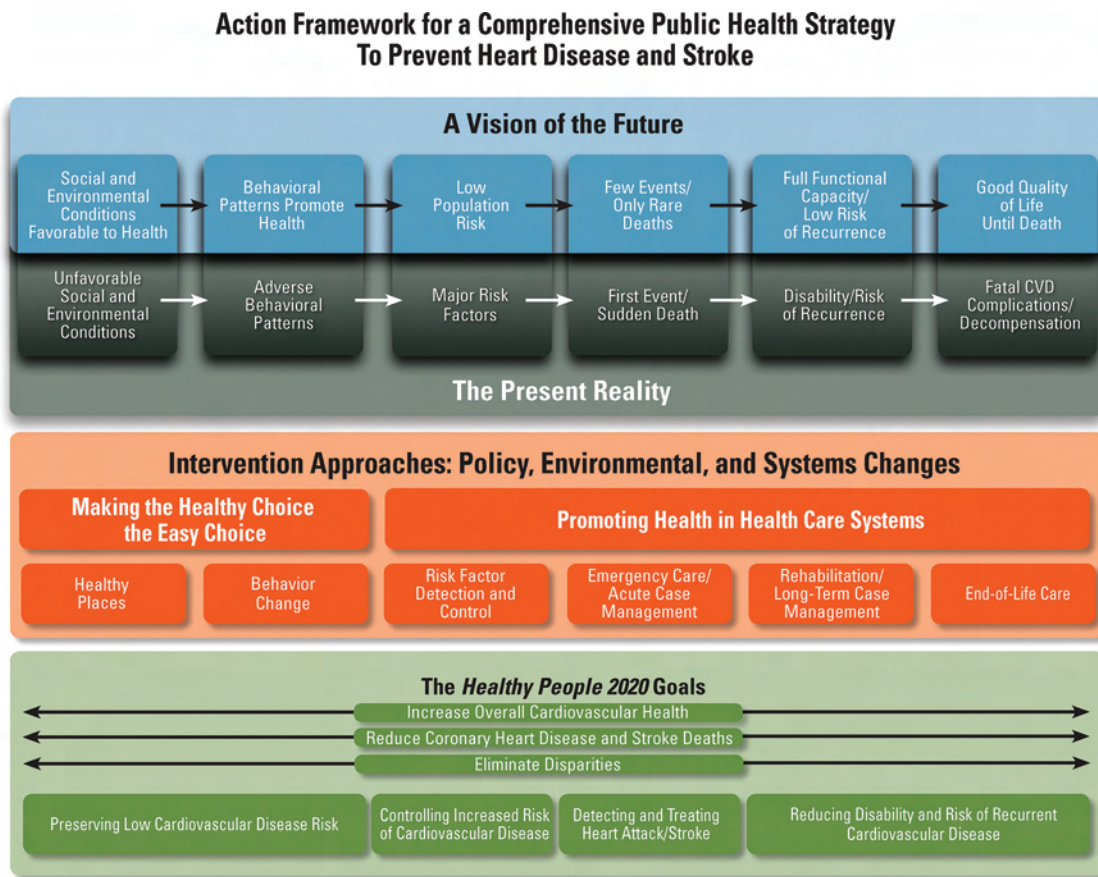 Action Framework for a Comprehensive Public Health Strategy
To Prevent Heart Disease and Stroke
A Vision of the Future
Social and
Environmental
Conditions
Favorable to Health
Behavioral
Patterns Promote
Health
Low
Population
Risk
Few Events/
Only Rare
Deaths
Full Functional
Capacity/
Low Risk
of Recurrence
Good Quality
of Life
Until Death
Unfavorable
Social and
Environmental
Conditions
Adverse
Behavioral
Patterns
Major Risk
Factors
First Event/
Sudden Death
Disability/Risk
of Recurrence
Fatal CVD
Complications/
Decompensation
The Present Reality
Intervention Approaches: Policy, Environmental, and Systems Changes
Making the Healthy Choice
the Easy Choice
Promoting Health in Health Care Systems
Healthy
Places
Behavior
Change
Risk Factor
Detection and
Control
Emergency Care/
Acute Case
Management
Rehabilitation/
Long-Term Case
Management
End-of-Life Care
The Healthy People 2020 Goals
Increase Overall Cardiovascular Health
Reduce Coronary Heart Disease and Stroke Deaths
Eliminate Disparities
Preserving Low Cardiovascular Disease Risk
Controlling Increased Risk
of Cardiovascular Disease
Detecting and Treating
Heart Attack/Stroke
Reducing Disability and Risk of Recurrent
Cardiovascular Disease